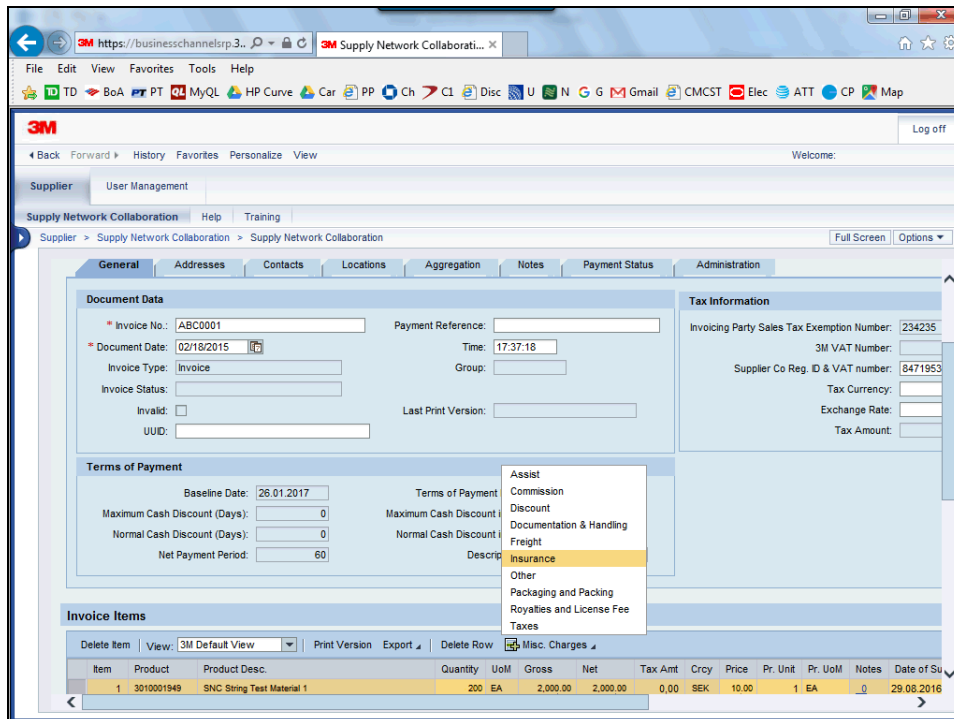 3M https://businesschannelsrp.3.. 3M Supply Network Collaborati... ×
File Edit View Favorites Tools Help
TD TD BoA PT PT QL MyQL HP Curve Car PP Ch C1 Disc U N G G Gmail CMCST Elec ATT CP Map
3M
Log off
Back Forward History Favorites Personalize View Welcome:
Supplier User Management
Supply Network Collaboration Help Training
Supplier > Supply Network Collaboration > Supply Network Collaboration Full Screen Options
General Addresses Contacts Locations Aggregation Notes Payment Status Administration
Document Data Tax Information
* Invoice No.: ABC0001 Payment Reference: Invoicing Party Sales Tax Exemption Number: 234235
* Document Date: 02/18/2015 Time: 17:37:18 3M VAT Number:
Invoice Type: Invoice Group: Supplier Co Reg. ID & VAT number: 8471953
Invoice Status: Tax Currency:
Invalid: Last Print Version: Exchange Rate:
UUID: Tax Amount:
Terms of Payment
Baseline Date: 26.01.2017 Terms of Payment
Maximum Cash Discount (Days): 0 Maximum Cash Discount i
Normal Cash Discount (Days): 0 Normal Cash Discount i
Net Payment Period: 60 Descrip
Assist
Commission
Discount
Documentation & Handling
Freight
Insurance
Other
Packaging and Packing
Royalties and License Fee
Taxes
Invoice Items
Delete Item View: 3M Default View Print Version Export Delete Row Misc. Charges
Item Product Product Desc. Quantity UoM Gross Net Tax Amt Crcy Price Pr. Unit Pr. UoM Notes Date of Su
1 3010001949 SNC String Test Material 1 200 EA 2,000.00 2,000.00 0,00 SEK 10.00 1 EA 0 29.08.2016